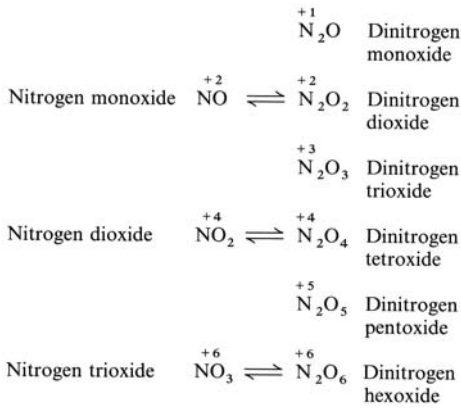 +1
N₂O Dinitrogen
monoxide
+2 +2
Nitrogen monoxide NO ⇌ N₂O₂ Dinitrogen
dioxide
+3
N₂O₃ Dinitrogen
trioxide
+4 +4
Nitrogen dioxide NO₂ ⇌ N₂O₄ Dinitrogen
tetroxide
+5
N₂O₅ Dinitrogen
pentoxide
+6 +6
Nitrogen trioxide NO₃ ⇌ N₂O₆ Dinitrogen
hexoxide